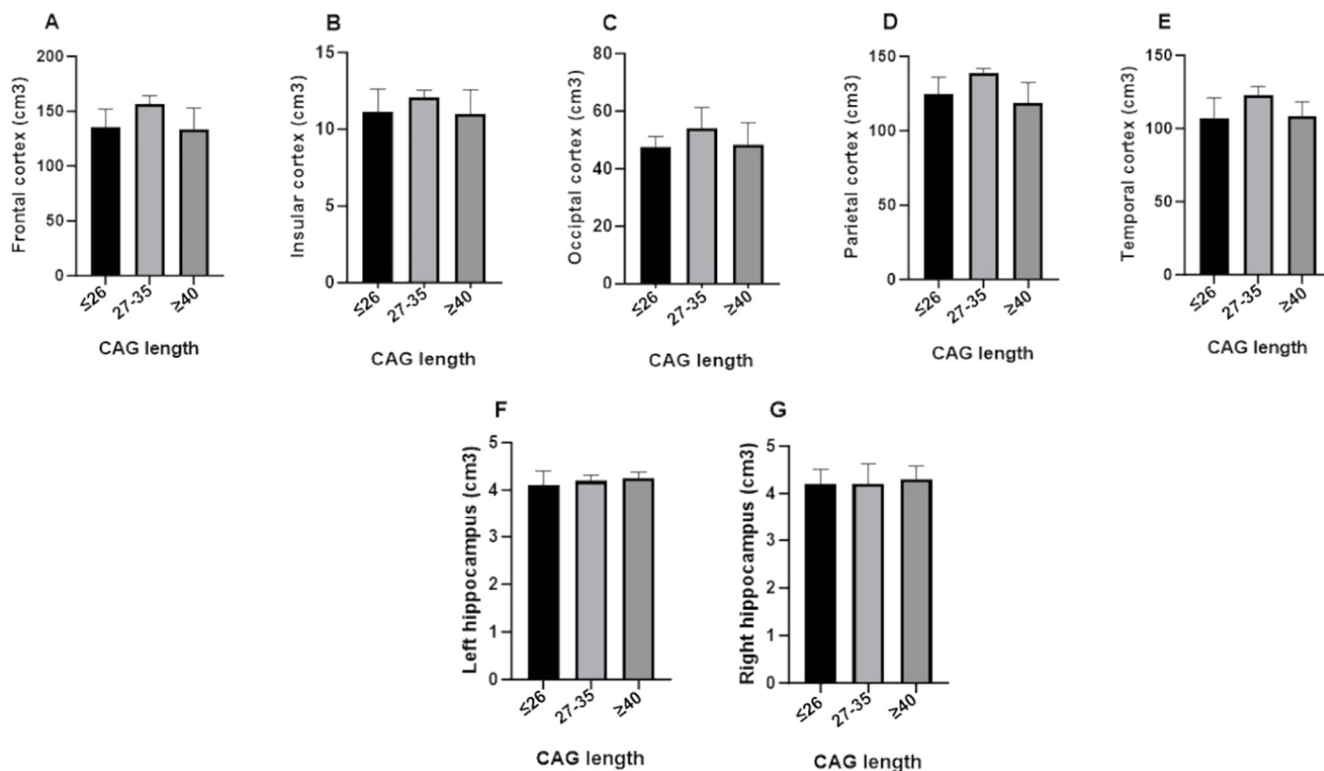 A
Frontal cortex (cm3)
200
150
100
50
0
≤26
27-35
≥40
CAG length
B
Insular cortex (cm3)
15
10
5
0
≤26
27-35
≥40
CAG length
C
Occiptal cortex (cm3)
80
60
40
20
0
≤26
27-35
≥40
CAG length
D
Parietal cortex (cm3)
150
100
50
0
≤26
27-35
≥40
CAG length
E
Temporal cortex (cm3)
150
100
50
0
≤26
27-35
≥40
CAG length
F
Left hippocampus (cm3)
5
4
3
2
1
0
≤26
27-35
≥40
CAG length
G
Right hippocampus (cm3)
5
4
3
2
1
0
≤26
27-35
≥40
CAG length